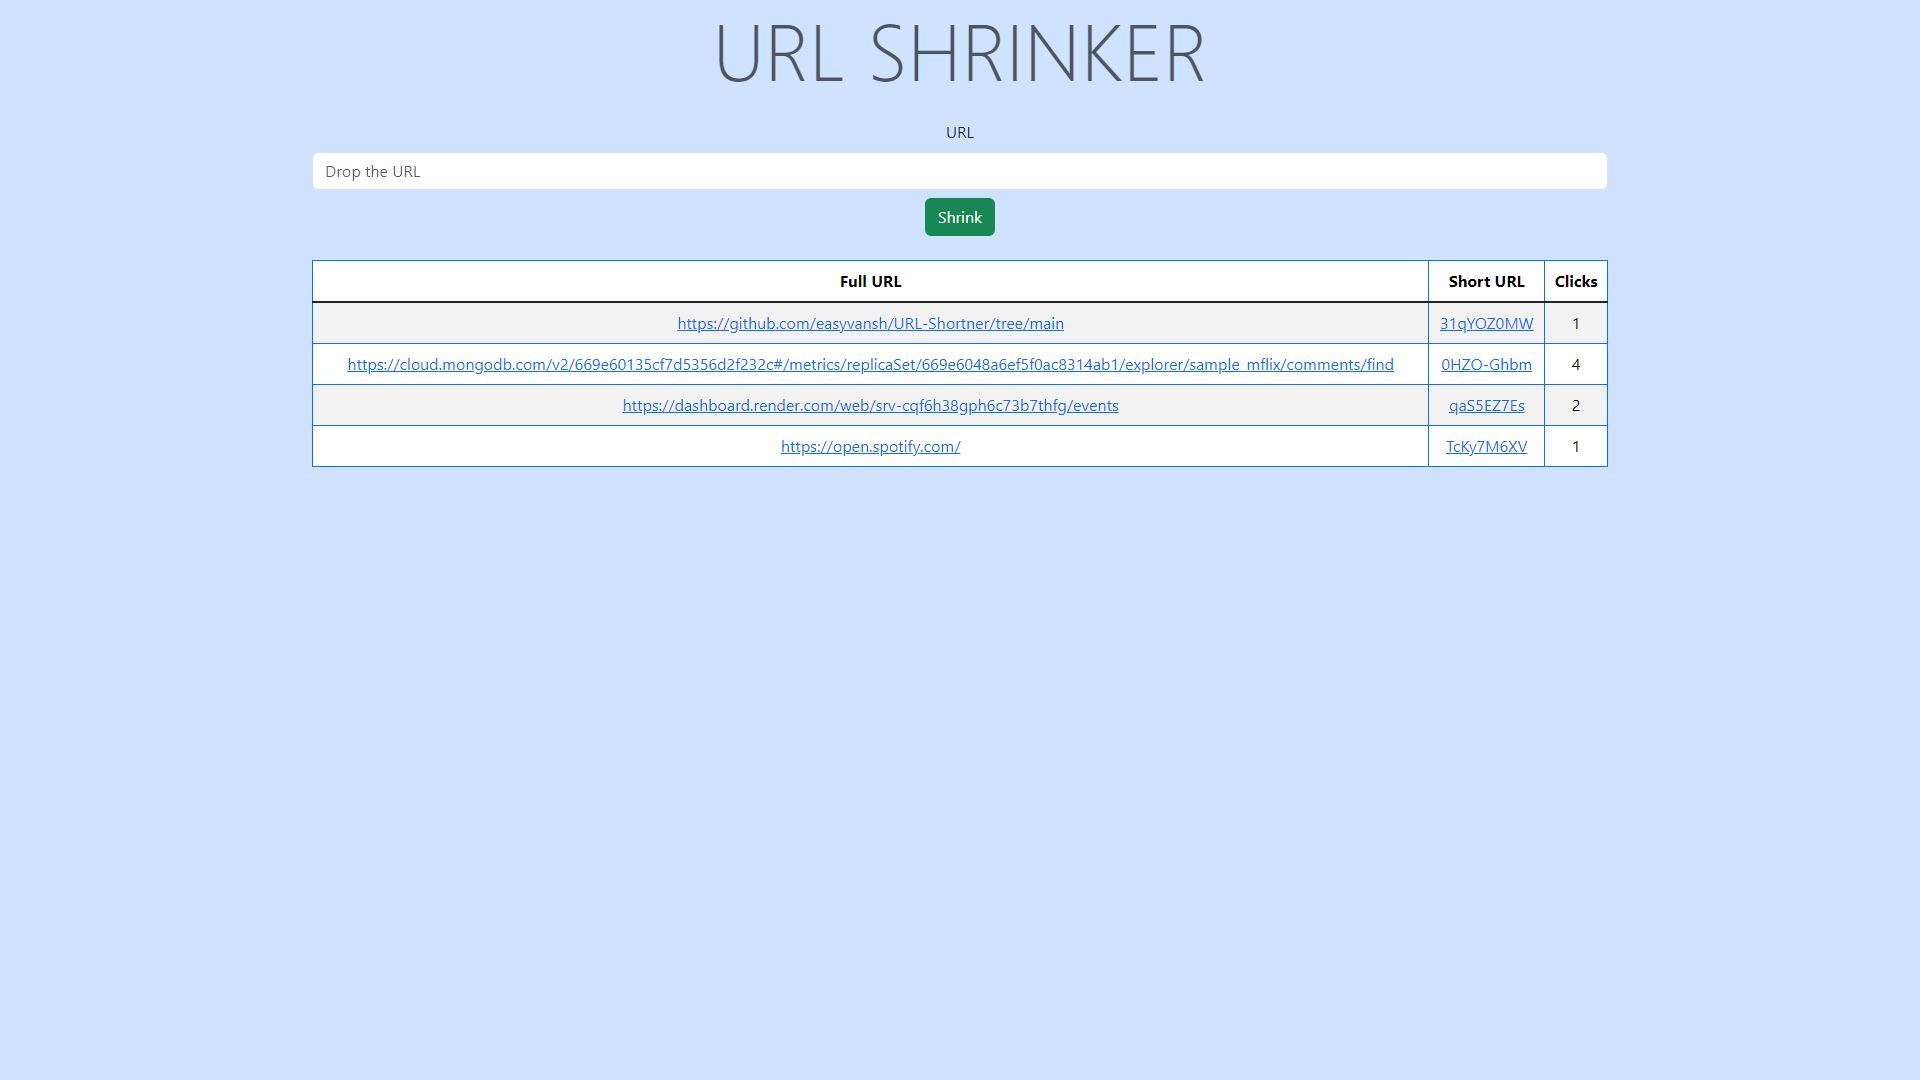 URL SHRINKER
URL
Drop the URL
Shrink
Full URL Short URL Clicks
https://github.com/easyvansh/URL-Shortner/tree/main 31qYOZ0MW 1
https://cloud.mongodb.com/v2/669e60135cf7d5356d2f232c#/metrics/replicaSet/669e6048a6ef5f0ac8314ab1/explorer/sample_mflix/comments/find 0HZO-Ghbm 4
https://dashboard.render.com/web/srv-cqf6h38gph6c73b7thfg/events qaS5EZ7Es 2
https://open.spotify.com/ TcKy7M6XV 1